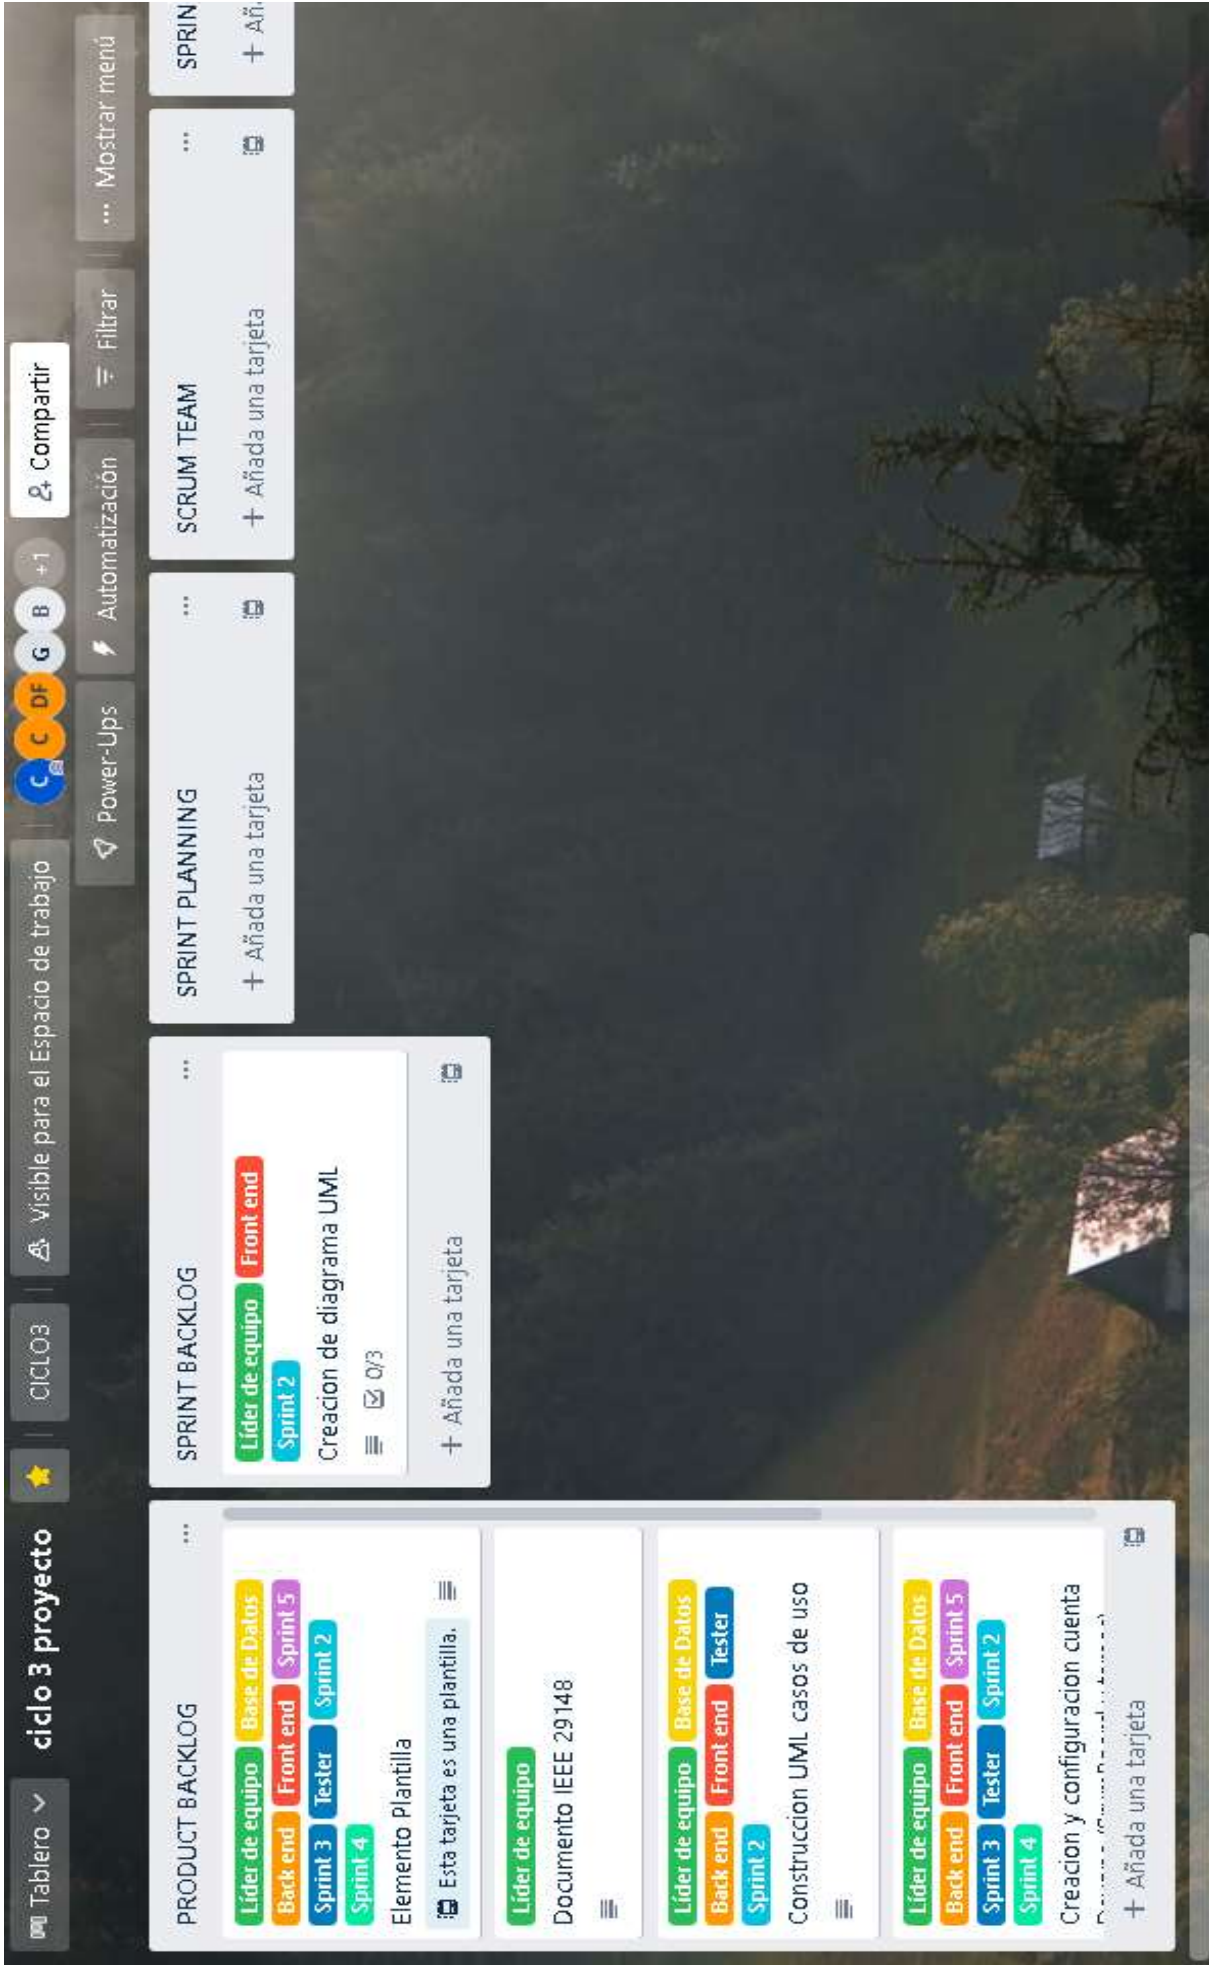 Tablero
ciclo 3 proyecto
CICLO3
Visible para el Espacio de trabajo
C C DF G B +1
Compartir
Power-Ups
Automatización
Filtrar
··· Mostrar menú
PRODUCT BACKLOG
···
Líder de equipo Base de Datos
Back end Front end Sprint 5
Sprint 3 Tester Sprint 2
Sprint 4
Elemento Plantilla
Esta tarjeta es una plantilla.
Líder de equipo
Documento IEEE 29148
Líder de equipo Base de Datos
Back end Front end Tester
Sprint 2
Construccion UML casos de uso
Líder de equipo Base de Datos
Back end Front end Sprint 5
Sprint 3 Tester Sprint 2
Sprint 4
Creacion y configuracion cuenta
+ Añada una tarjeta
SPRINT BACKLOG
···
Líder de equipo Front end
Sprint 2
Creacion de diagrama UML
0/3
+ Añada una tarjeta
SPRINT PLANNING
···
+ Añada una tarjeta
SCRUM TEAM
···
+ Añada una tarjeta
SPRIN
+ Añ